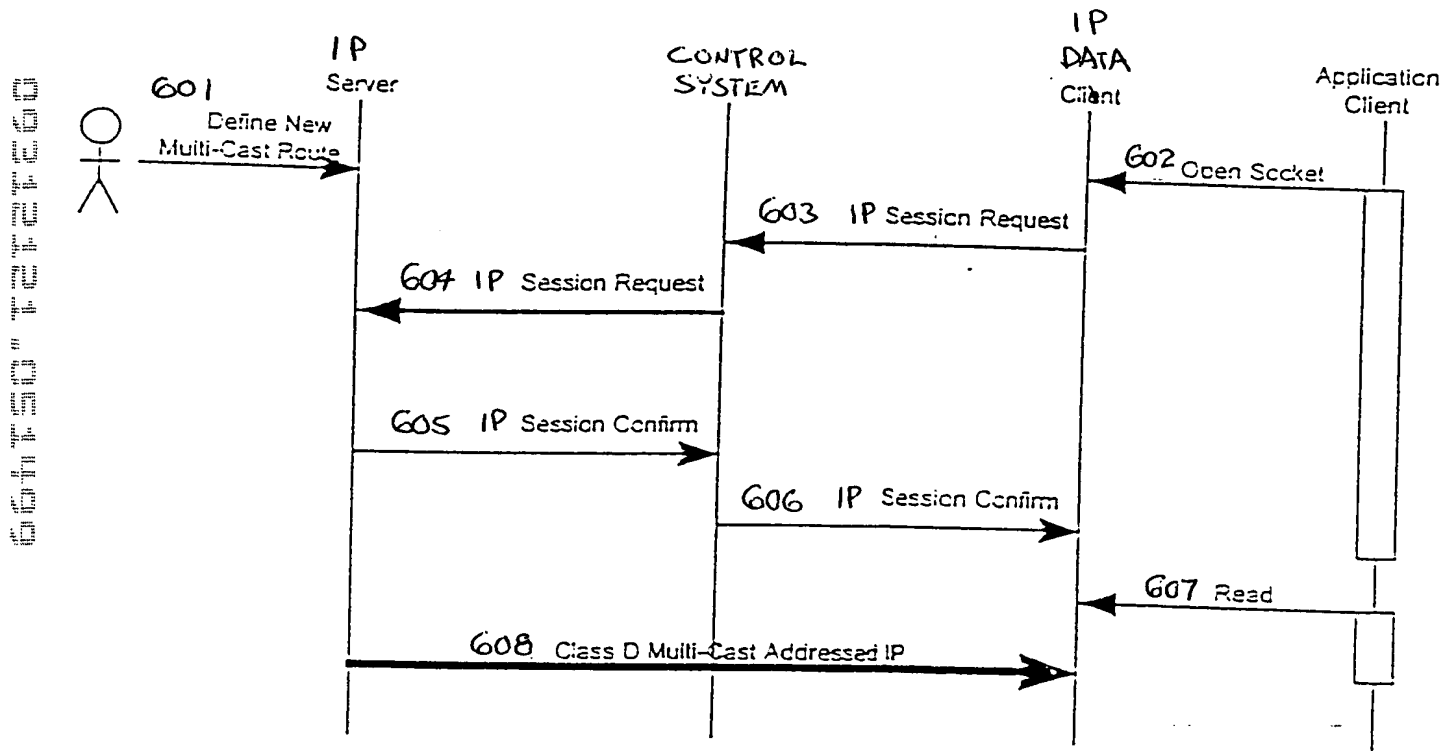 IP
Server
CONTROL
SYSTEM
IP
DATA
Client
Application
Client
601
Define New
Multi-Cast Route
602 Open Socket
603 IP Session Request
604 IP Session Request
605 IP Session Confirm
606 IP Session Confirm
607 Read
608 Class D Multi-Cast Addressed IP